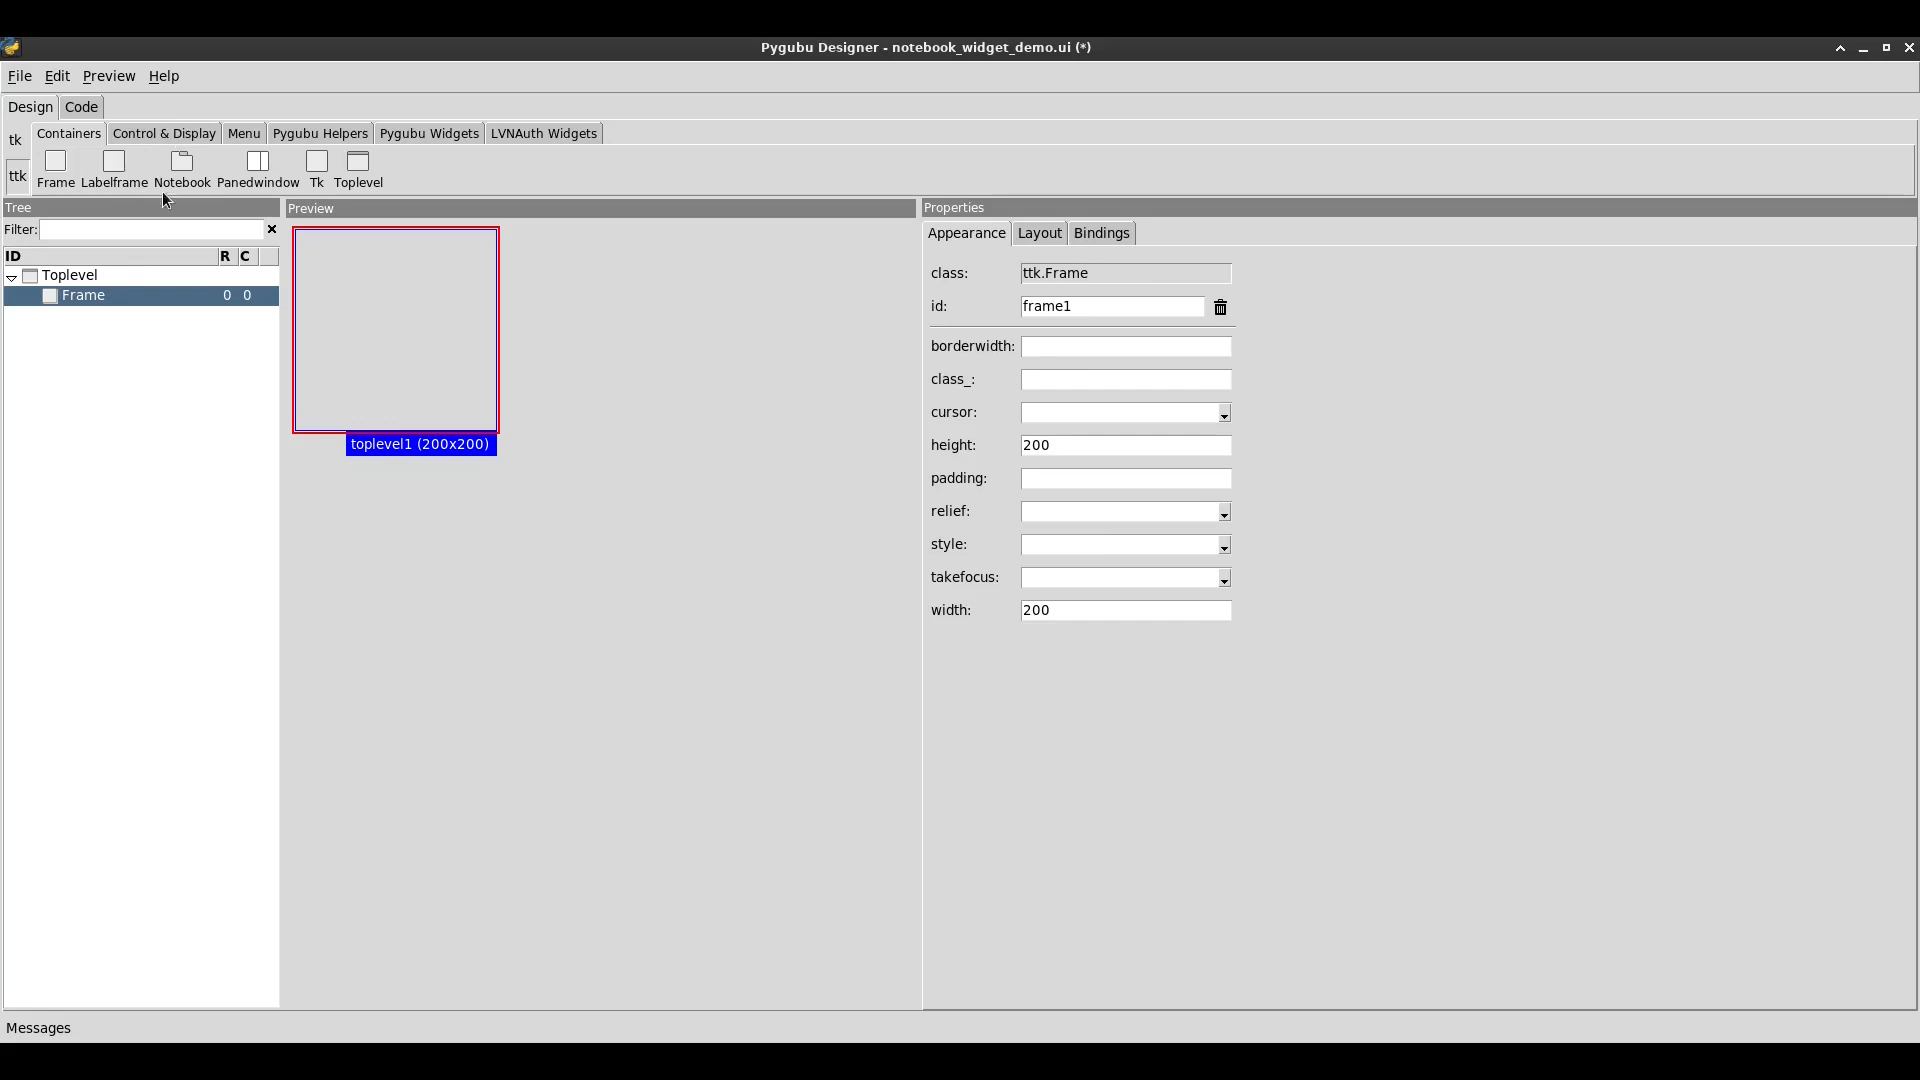 Pygubu Designer - notebook_widget_demo.ui (*)
File Edit Preview Help
Design Code
tk
ttk
Containers Control & Display Menu Pygubu Helpers Pygubu Widgets LVNAuth Widgets
Frame Labelframe Notebook Panedwindow Tk Toplevel
Tree
Filter:
ID R C
Toplevel
Frame 0 0
Preview
toplevel1 (200x200)
Properties
Appearance Layout Bindings
class: ttk.Frame
id: frame1
borderwidth:
class_:
cursor:
height: 200
padding:
relief:
style:
takefocus:
width: 200
Messages